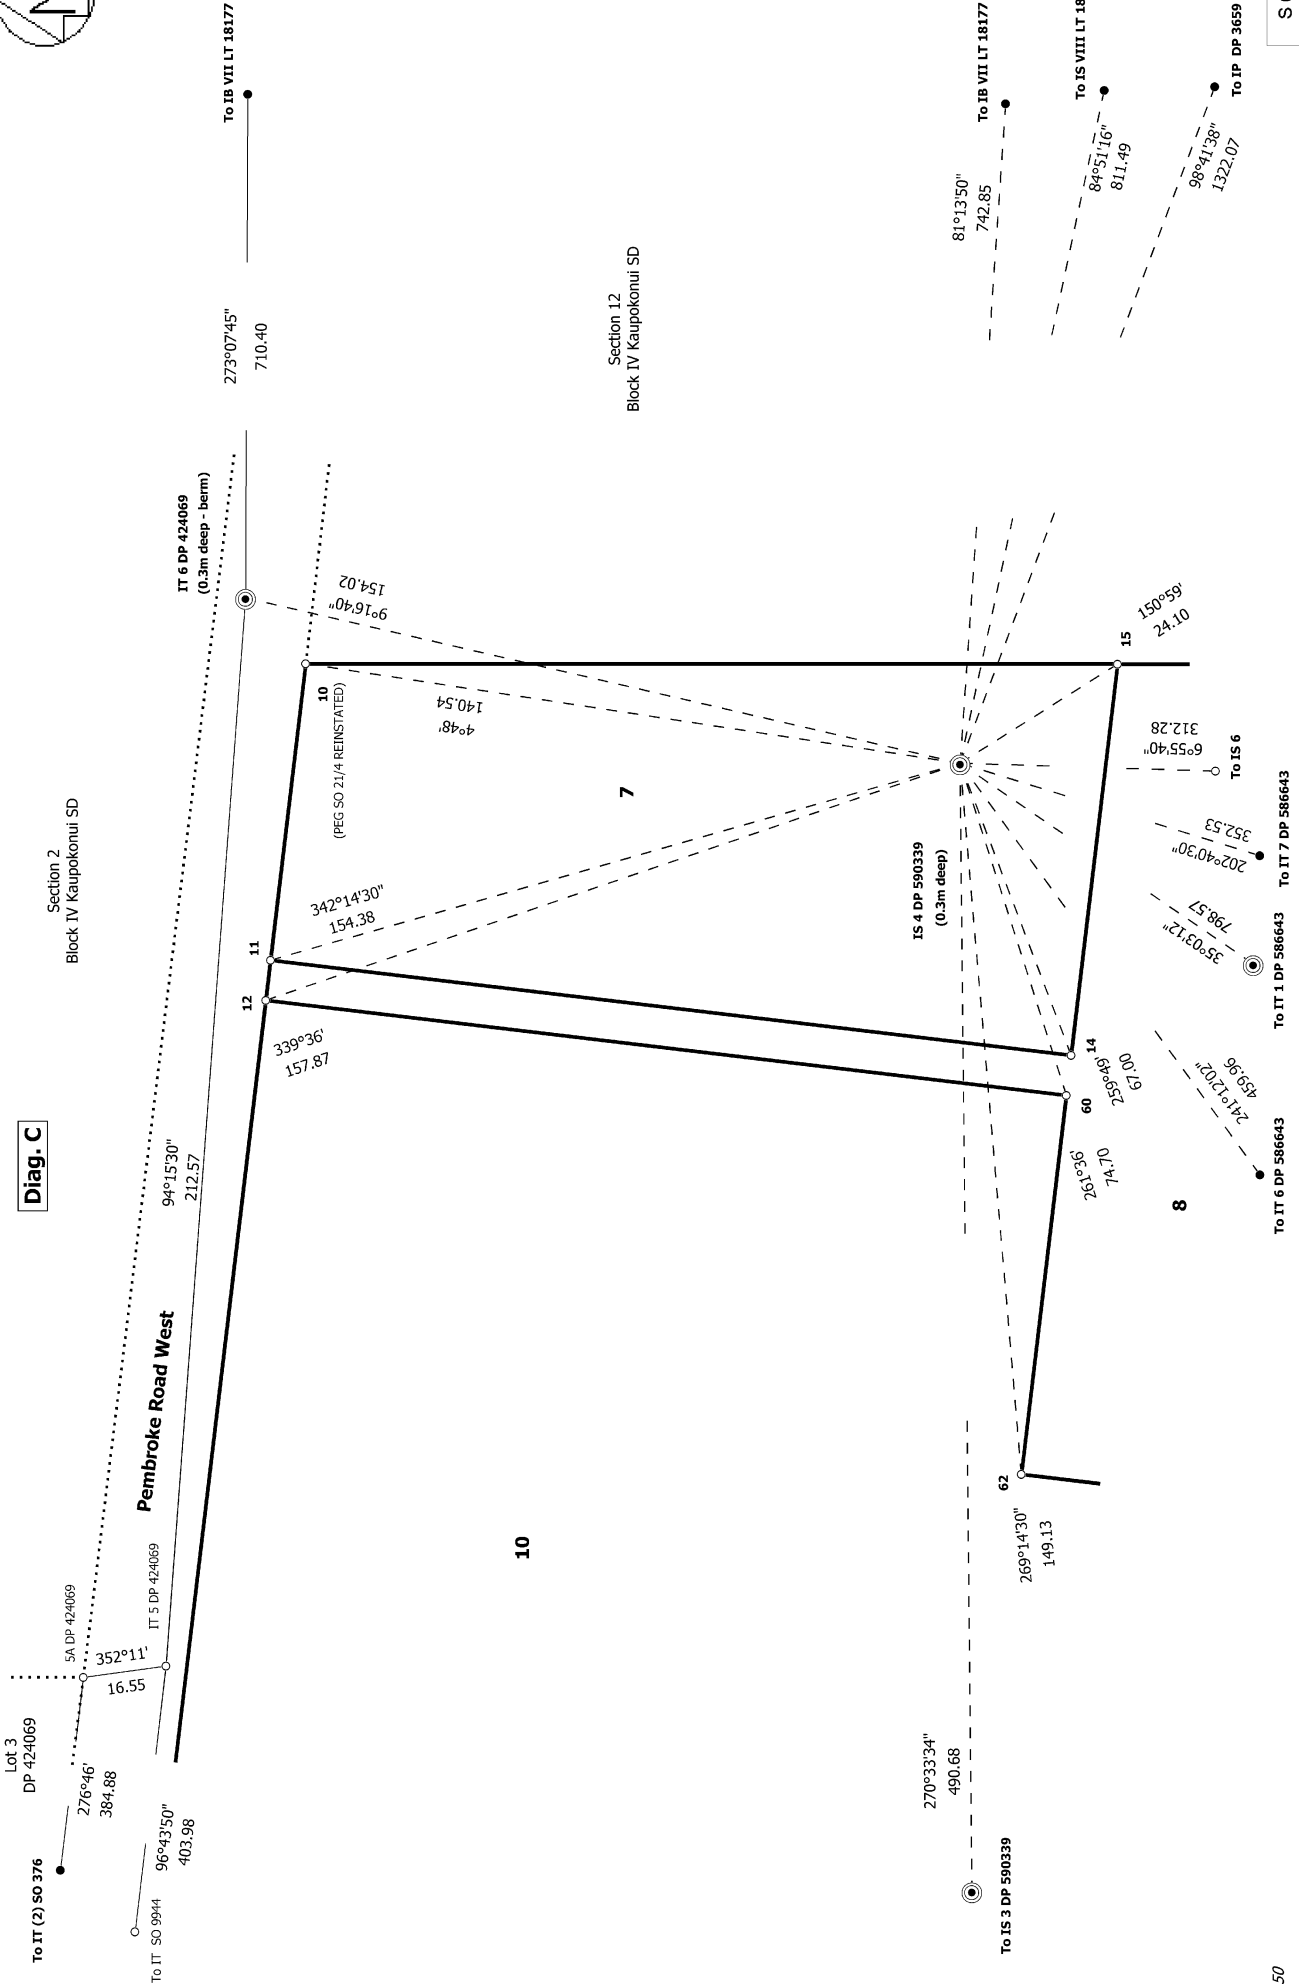 Diag. C
Lot 3
DP 424069
Section 2
Block IV Kaupokonui SD
To IT (2) SO 376
276°46'
384.88
5A DP 424069
352°11'
16.55
To IT SO 9944
96°43'50"
403.98
IT 5 DP 424069
Pembroke Road West
94°15'30"
212.57
IT 6 DP 424069
(0.3m deep - berm)
273°07'45"
710.40
To IB VII LT 18177
12
11
10
(PEG SO 21/4 REINSTATED)
339°36'
157.87
342°14'30"
154.38
4°48'
140.54
9°16'40"
154.02
Section 12
Block IV Kaupokonui SD
10
7
IS 4 DP 590339
(0.3m deep)
81°13'50"
742.85
To IB VII LT 18177
84°51'16"
811.49
To IS VIII LT 18
98°41'38"
1322.07
To IP DP 3659
270°33'34"
490.68
To IS 3 DP 590339
62
269°14'30"
149.13
60
261°36'
74.70
14
259°49'
67.00
15
150°59'
24.10
8
241°12'02"
459.96
To IT 6 DP 586643
35°03'12"
798.57
To IT 1 DP 586643
202°40'30"
352.53
To IT 7 DP 586643
6°55'40"
312.28
To IS 6
50
S